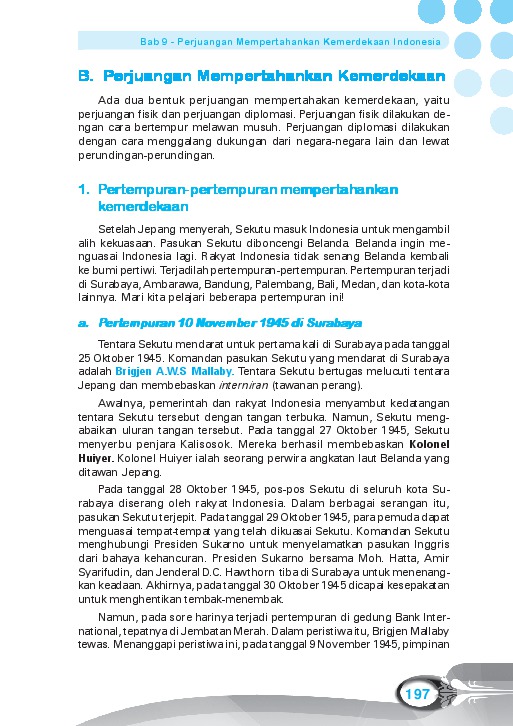 Bab 9 - Perjuangan Mempertahankan Kemerdekaan Indonesia
B. Perjuangan Mempertahankan Kemerdekaan
Ada dua bentuk perjuangan mempertahakan kemerdekaan, yaitu
perjuangan fisik dan perjuangan diplomasi. Perjuangan fisik dilakukan de-
ngan cara bertempur melawan musuh. Perjuangan diplomasi dilakukan
dengan cara menggalang dukungan dari negara-negara lain dan lewat
perundingan-perundingan.
1. Pertempuran-pertempuran mempertahankan
kemerdekaan
Setelah Jepang menyerah, Sekutu masuk Indonesia untuk mengambil
alih kekuasaan. Pasukan Sekutu diboncengi Belanda. Belanda ingin me-
nguasai Indonesia lagi. Rakyat Indonesia tidak senang Belanda kembali
ke bumi pertiwi. Terjadilah pertempuran-pertempuran. Pertempuran terjadi
di Surabaya, Ambarawa, Bandung, Palembang, Bali, Medan, dan kota-kota
lainnya. Mari kita pelajari beberapa pertempuran ini!
a. Pertempuran 10 November 1945 di Surabaya
Tentara Sekutu mendarat untuk pertama kali di Surabaya pada tanggal
25 Oktober 1945. Komandan pasukan Sekutu yang mendarat di Surabaya
adalah Brigjen A.W.S Mallaby. Tentara Sekutu bertugas melucuti tentara
Jepang dan membebaskan interniran (tawanan perang).
Awalnya, pemerintah dan rakyat Indonesia menyambut kedatangan
tentara Sekutu tersebut dengan tangan terbuka. Namun, Sekutu meng-
abaikan uluran tangan tersebut. Pada tanggal 27 Oktober 1945, Sekutu
menyerbu penjara Kalisosok. Mereka berhasil membebaskan Kolonel
Huiyer. Kolonel Huiyer ialah seorang perwira angkatan laut Belanda yang
ditawan Jepang.
Pada tanggal 28 Oktober 1945, pos-pos Sekutu di seluruh kota Su-
rabaya diserang oleh rakyat Indonesia. Dalam berbagai serangan itu,
pasukan Sekutu terjepit. Pada tanggal 29 Oktober 1945, para pemuda dapat
menguasai tempat-tempat yang telah dikuasai Sekutu. Komandan Sekutu
menghubungi Presiden Sukarno untuk menyelamatkan pasukan Inggris
dari bahaya kehancuran. Presiden Sukarno bersama Moh. Hatta, Amir
Syarifudin, dan Jenderal D.C. Hawthorn tiba di Surabaya untuk menenang-
kan keadaan. Akhirnya, pada tanggal 30 Oktober 1945 dicapai kesepakatan
untuk menghentikan tembak-menembak.
Namun, pada sore harinya terjadi pertempuran di gedung Bank Inter-
national, tepatnya di Jembatan Merah. Dalam peristiwa itu, Brigjen Mallaby
tewas. Menanggapi peristiwa ini, pada tanggal 9 November 1945, pimpinan
197